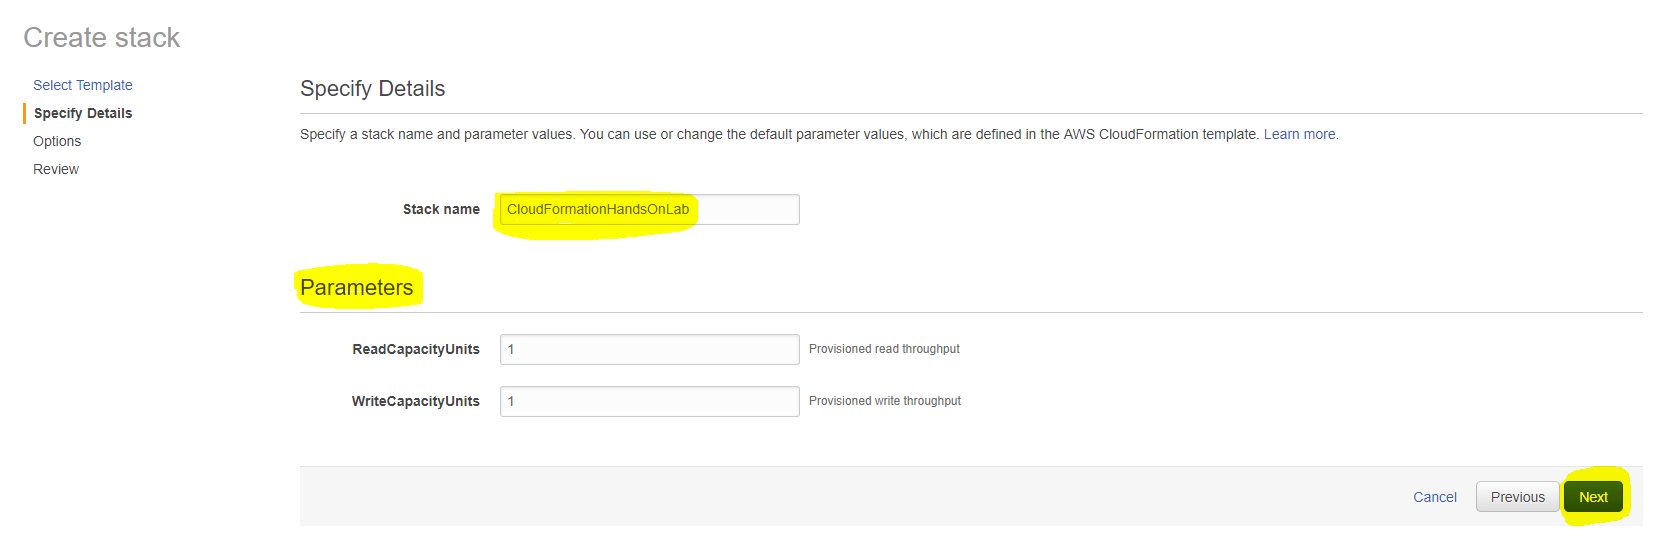 Create stack
Select Template
Specify Details
Options
Review
Specify Details
Specify a stack name and parameter values. You can use or change the default parameter values, which are defined in the AWS CloudFormation template. Learn more.
Stack name CloudFormationHandsOnLab
Parameters
ReadCapacityUnits 1 Provisioned read throughput
WriteCapacityUnits 1 Provisioned write throughput
Cancel Previous Next